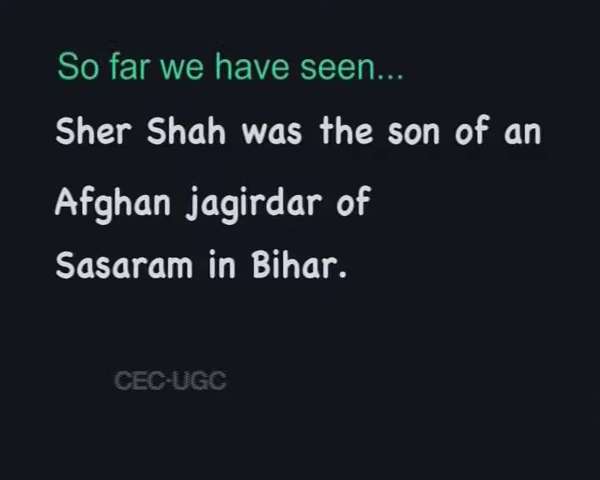 So far we have seen...
Sher Shah was the son of an
Afghan jagirdar of
Sasaram in Bihar.
CEC-UGC